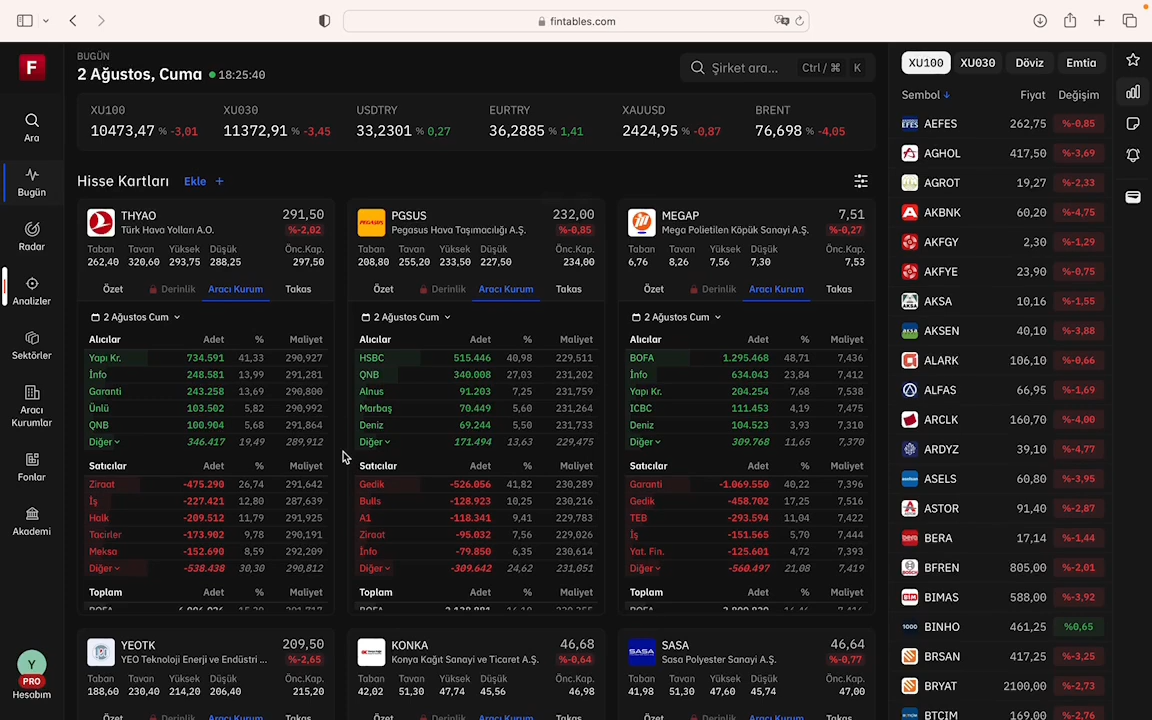 fintables.com
F
Ara
Bugün
Radar
Analizler
Sektörler
Aracı
Kurumlar
Fonlar
Akademi
Y
PRO
Hesabım
BUGÜN
2 Ağustos, Cuma 18:25:40
Şirket ara... Ctrl / ⌘ K
XU100 XU030 USDTRY EURTRY XAUUSD BRENT
10473,47 % -3,01 11372,91 % -3,45 33,2301 % 0,27 36,2885 % 1,41 2424,95 % -0,87 76,698 % -4,05
Hisse Kartları Ekle +
THYAO 291,50
Türk Hava Yolları A.O. %-2,02
Taban Tavan Yüksek Düşük Önc.Kap.
262,40 320,60 293,75 288,25 297,50
Özet Derinlik Aracı Kurum Takas
2 Ağustos Cum
Alıcılar Adet % Maliyet
Yapı Kr. 734.591 41,33 290,927
İnfo 248.581 13,99 291,281
Garanti 243.258 13,69 290,800
Ünlü 103.502 5,82 290,992
QNB 100.904 5,68 291,864
Diğer 346.417 19,49 289,912
Satıcılar Adet % Maliyet
Ziraat -475.290 26,74 291,642
İş -227.421 12,80 287,639
Halk -209.512 11,79 291,925
Tacirler -173.902 9,78 290,191
Meksa -152.690 8,59 292,209
Diğer -538.438 30,30 290,812
Toplam Adet % Maliyet
PEGASUS
PGSUS 232,00
Pegasus Hava Taşımacılığı A.Ş. %-0,85
Taban Tavan Yüksek Düşük Önc.Kap.
208,80 255,20 233,50 227,50 234,00
Özet Derinlik Aracı Kurum Takas
2 Ağustos Cum
Alıcılar Adet % Maliyet
HSBC 515.446 40,98 229,511
QNB 340.008 27,03 231,202
Alnus 91.203 7,25 231,759
Marbaş 70.449 5,60 231,264
Deniz 69.244 5,50 231,733
Diğer 171.494 13,63 229,475
Satıcılar Adet % Maliyet
Gedik -526.056 41,82 230,289
Bulls -128.923 10,25 230,216
A1 -118.341 9,41 229,783
Ziraat -95.032 7,56 229,026
İnfo -79.850 6,35 230,614
Diğer -309.642 24,62 231,051
Toplam Adet % Maliyet
MEGAP 7,51
Mega Polietilen Köpük Sanayi A.Ş. %-0,27
Taban Tavan Yüksek Düşük Önc.Kap.
6,76 8,26 7,56 7,30 7,53
Özet Derinlik Aracı Kurum Takas
2 Ağustos Cum
Alıcılar Adet % Maliyet
BOFA 1.295.468 48,71 7,436
İnfo 634.043 23,84 7,412
Yapı Kr. 204.254 7,68 7,538
ICBC 111.453 4,19 7,475
Deniz 104.523 3,93 7,310
Diğer 309.768 11,65 7,370
Satıcılar Adet % Maliyet
Garanti -1.069.550 40,22 7,396
Gedik -458.702 17,25 7,516
TEB -293.594 11,04 7,422
İş -151.565 5,70 7,444
Yat. Fin. -125.601 4,72 7,393
Diğer -560.497 21,08 7,419
Toplam Adet % Maliyet
YEOTK 209,50
YEO Teknoloji Enerji ve Endüstri ... %-2,65
Taban Tavan Yüksek Düşük Önc.Kap.
188,60 230,40 214,20 206,40 215,20
Özet Derinlik Aracı Kurum Takas
KONKA 46,68
Konya Kağıt Sanayi ve Ticaret A.Ş. %-0,64
Taban Tavan Yüksek Düşük Önc.Kap.
42,02 51,30 47,74 45,56 46,98
Özet Derinlik Aracı Kurum Takas
SASA
SASA 46,64
Sasa Polyester Sanayi A.Ş. %-0,77
Taban Tavan Yüksek Düşük Önc.Kap.
41,98 51,30 47,60 45,74 47,00
Özet Derinlik Aracı Kurum Takas
XU100 XU030 Döviz Emtia
Sembol Fiyat Değişim
AEFES 262,75 %-0,85
AGHOL 417,50 %-3,69
AGROT 19,27 %-2,33
AKBNK 60,20 %-4,75
AKFGY 2,30 %-1,29
AKFYE 23,90 %-0,75
AKSA 10,16 %-1,55
AKSEN 40,10 %-3,88
ALARK 106,10 %-0,66
ALFAS 66,95 %-1,69
ARCLK 160,70 %-4,00
ARDYZ 39,10 %-4,77
ASELS 60,80 %-3,95
ASTOR 91,40 %-2,87
BERA 17,14 %-1,44
BFREN 805,00 %-2,01
BIMAS 588,00 %-3,92
BINHO 461,25 %0,65
BRSAN 417,25 %-3,25
BRYAT 2100,00 %-2,73
BTCIM 167,00 %-2,76